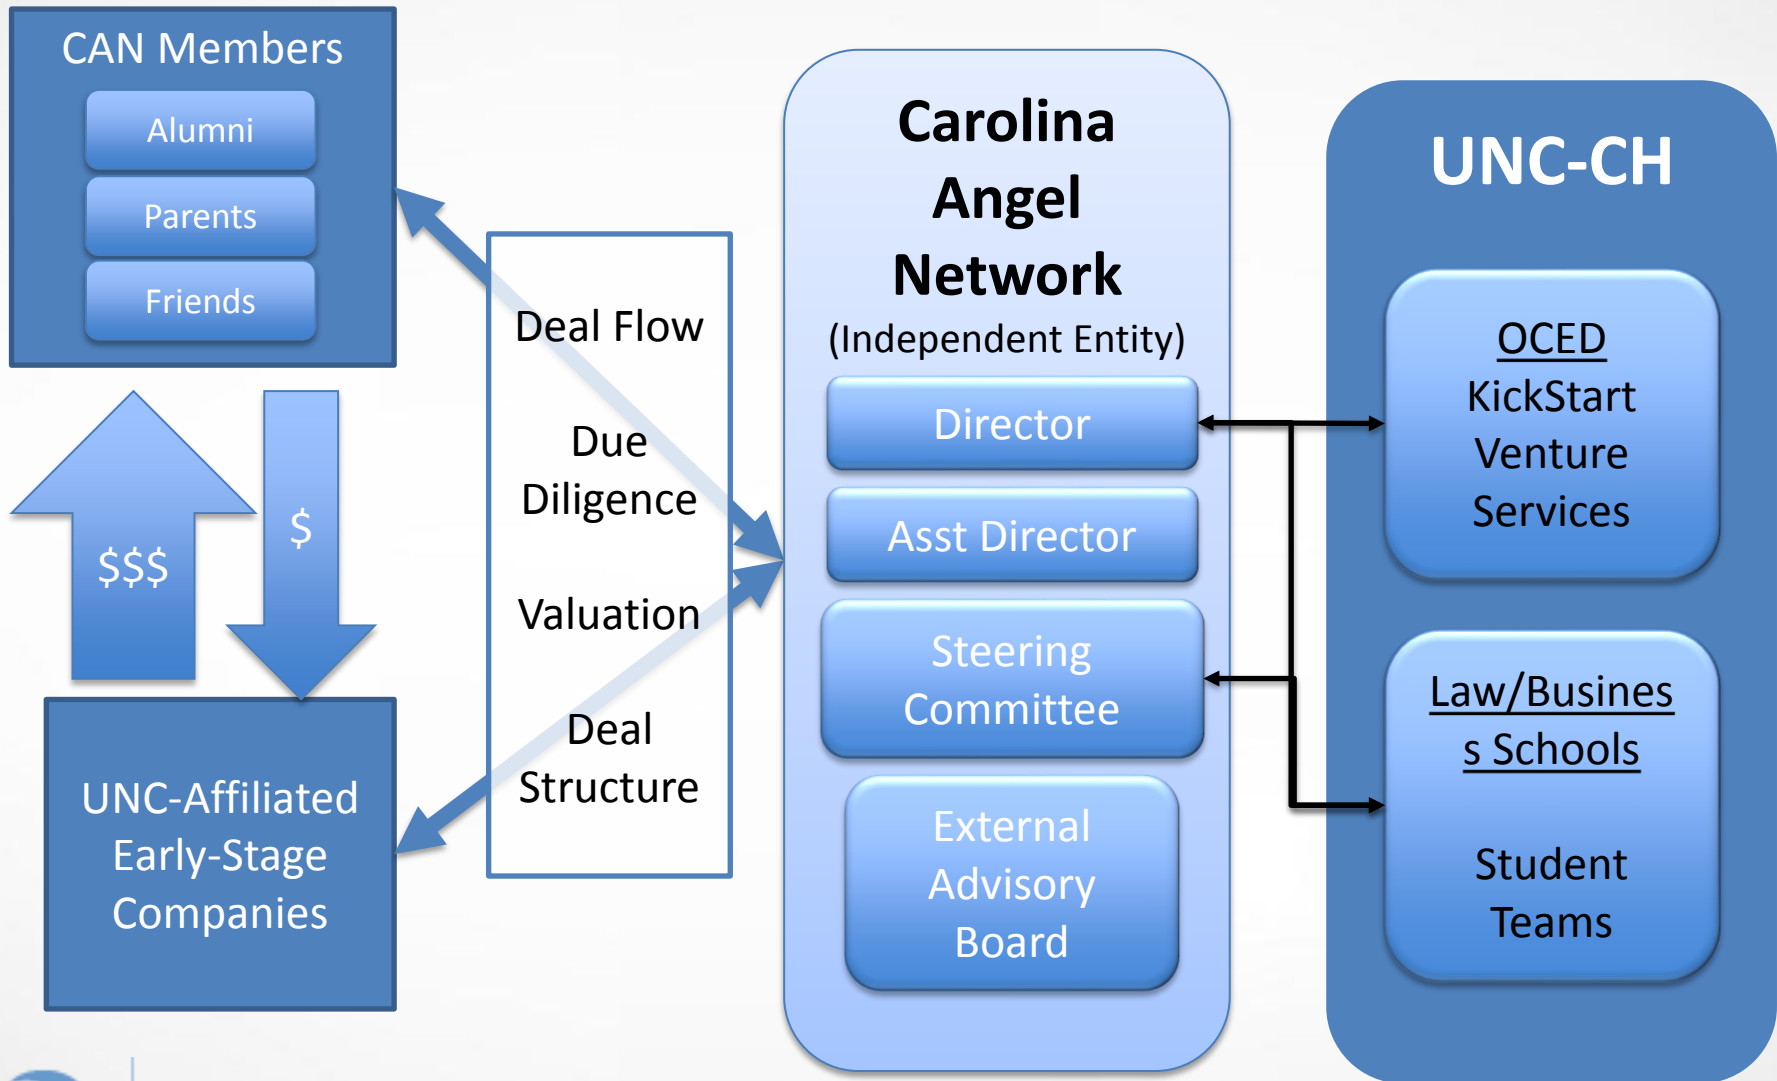 CAN Members
Alumni
Parents
Friends
$$$
$
UNC-Affiliated
Early-Stage
Companies
Deal Flow
Due
Diligence
Valuation
Deal
Structure
Carolina
Angel
Network
(Independent Entity)
Director
Asst Director
Steering
Committee
External
Advisory
Board
UNC-CH
OCED
KickStart
Venture
Services
Law/Busines
s Schools
Student
Teams